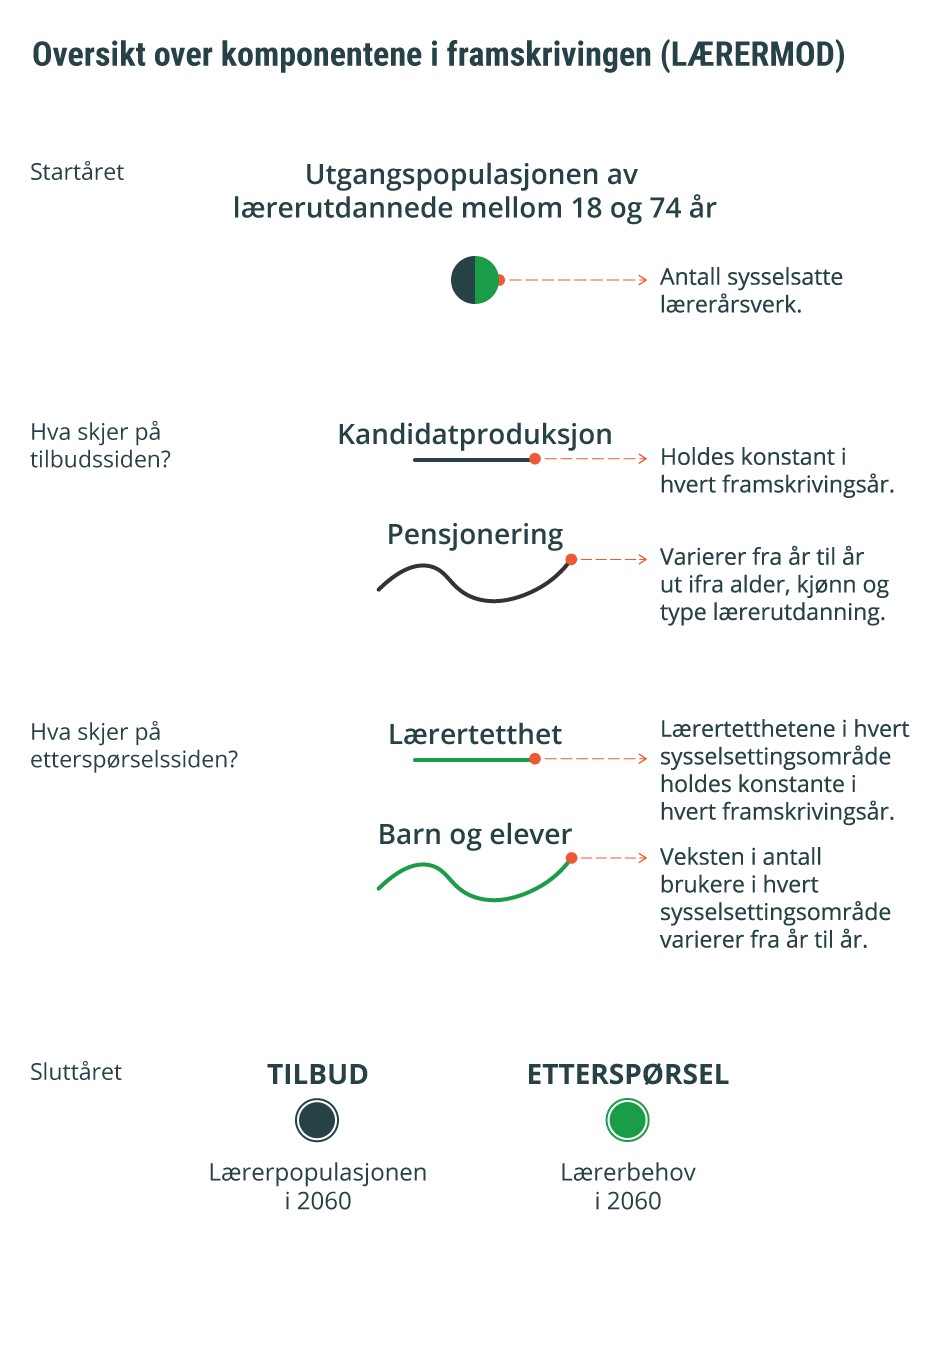 Oversikt over komponentene i framskrivingen (LÆRERMOD)
Startåret
Utgangspopulasjonen av
lærerutdannede mellom 18 og 74 år
Antall sysselsatte
lærerårsverk.
Hva skjer på
tilbudssiden?
Kandidatproduksjon
Holdes konstant i
hvert framskrivingsår.
Pensjonering
Varierer fra år til år
ut ifra alder, kjønn og
type lærerutdanning.
Hva skjer på
etterspørselssiden?
Lærertetthet
Lærertetthetene i hvert
sysselsettingsområde
holdes konstante i
hvert framskrivingsår.
Barn og elever
Veksten i antall
brukere i hvert
sysselsettingsområde
varierer fra år til år.
Sluttåret
TILBUD
Lærerpopulasjonen
i 2060
ETTERSPØRSEL
Lærerbehov
i 2060